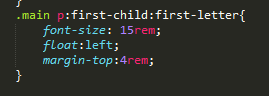 }
.main p:first-child:first-letter{
font-size: 15rem;
float:left;
margin-top:4rem;
}